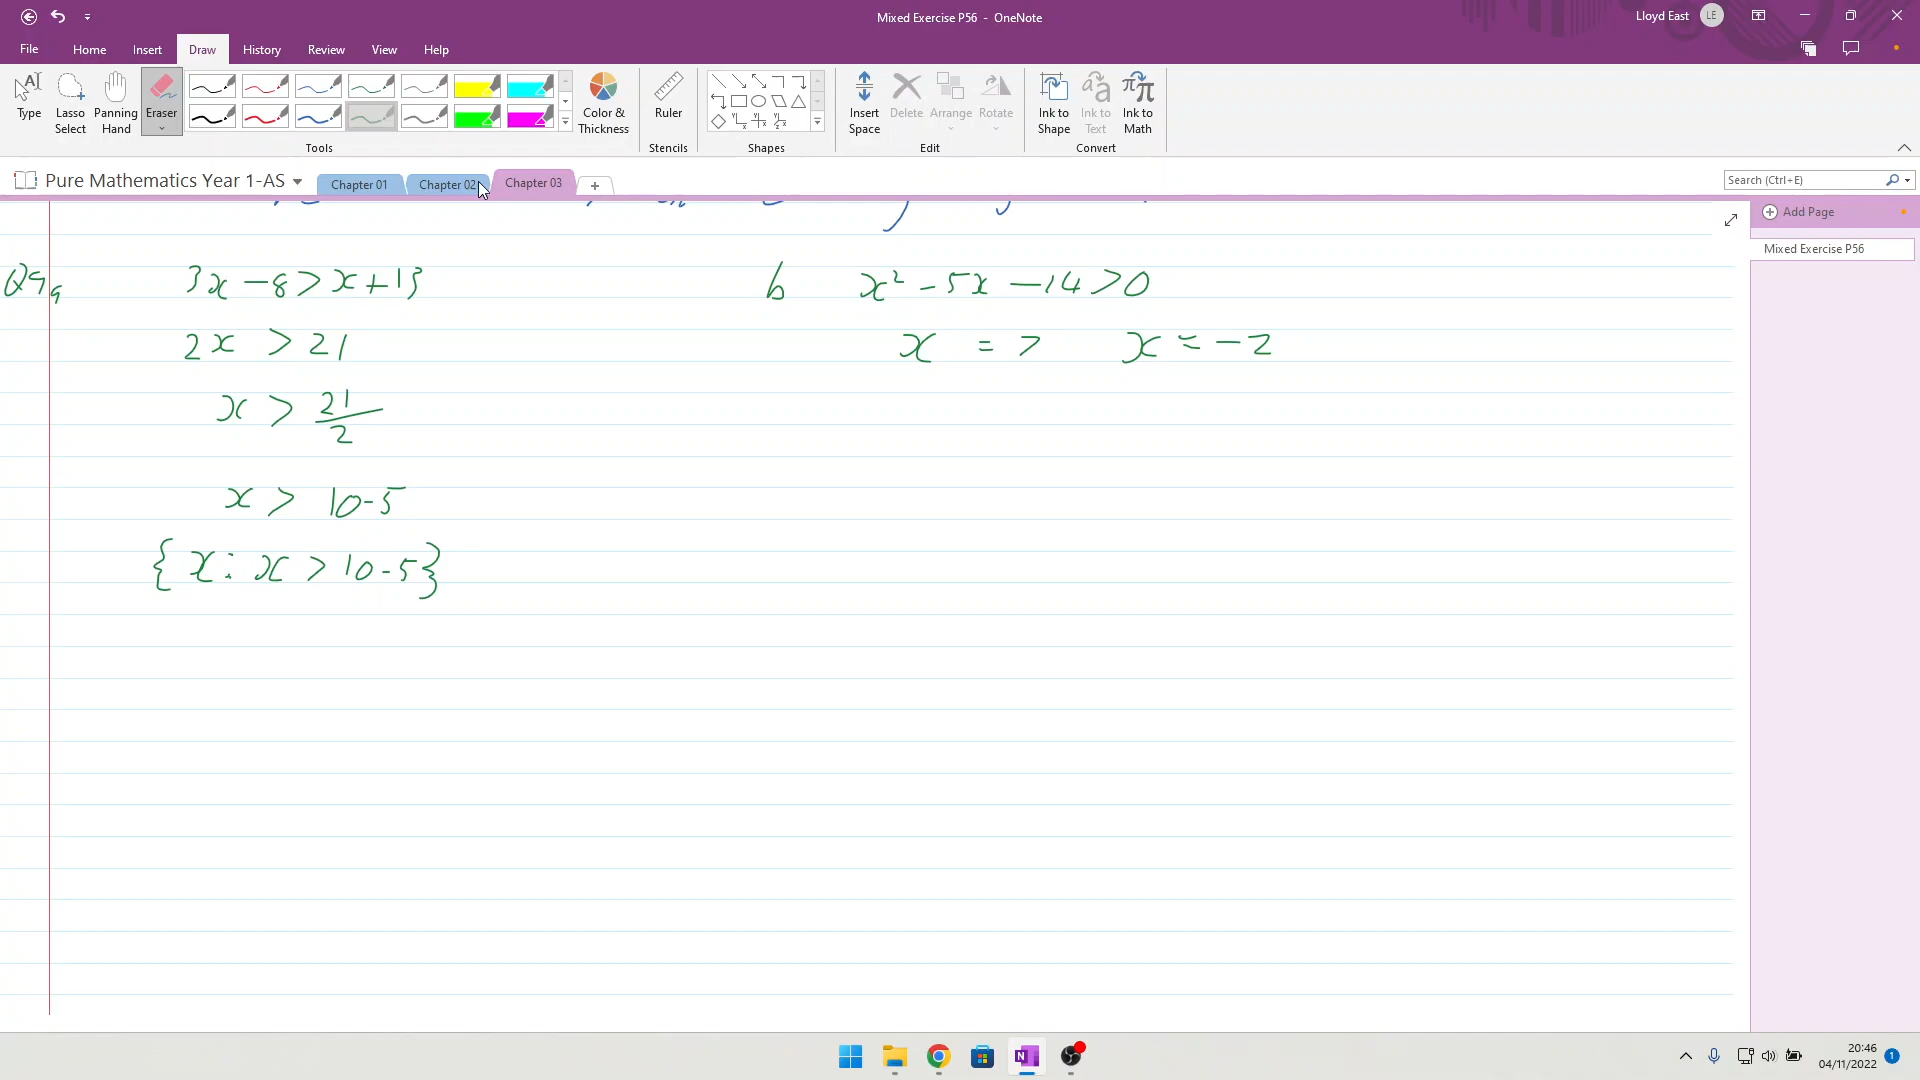 Mixed Exercise P56 - OneNote
Lloyd East
LE
File Home Insert Draw History Review View Help
Type
Lasso Select
Panning Hand
Eraser
Color & Thickness
Ruler
Insert Space
Delete
Arrange
Rotate
Ink to Shape
Ink to Text
Ink to Math
Tools
Stencils
Shapes
Edit
Convert
Pure Mathematics Year 1-AS
Chapter 01
Chapter 02
Chapter 03
Search (Ctrl+E)
Add Page
Mixed Exercise P56
Q9a 3x - 8 > x + 13
2x > 21
x > 21/2
x > 10.5
{x : x > 10.5}
b x² - 5x - 14 > 0
x = 7 x = -2
20:46
04/11/2022
1